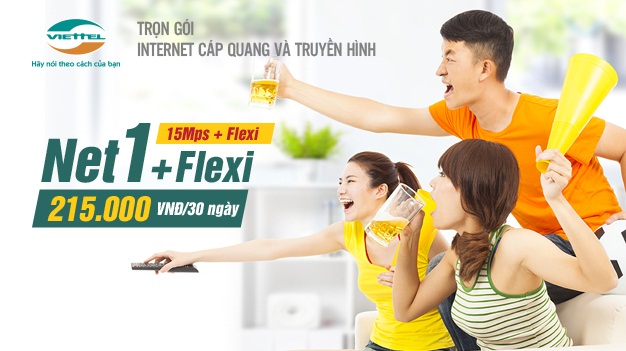 VIETTEL
Hãy nói theo cách của bạn
TRỌN GÓI
INTERNET CÁP QUANG VÀ TRUYỀN HÌNH
15Mps + Flexi
Net1+Flexi
215.000 VNĐ/30 ngày